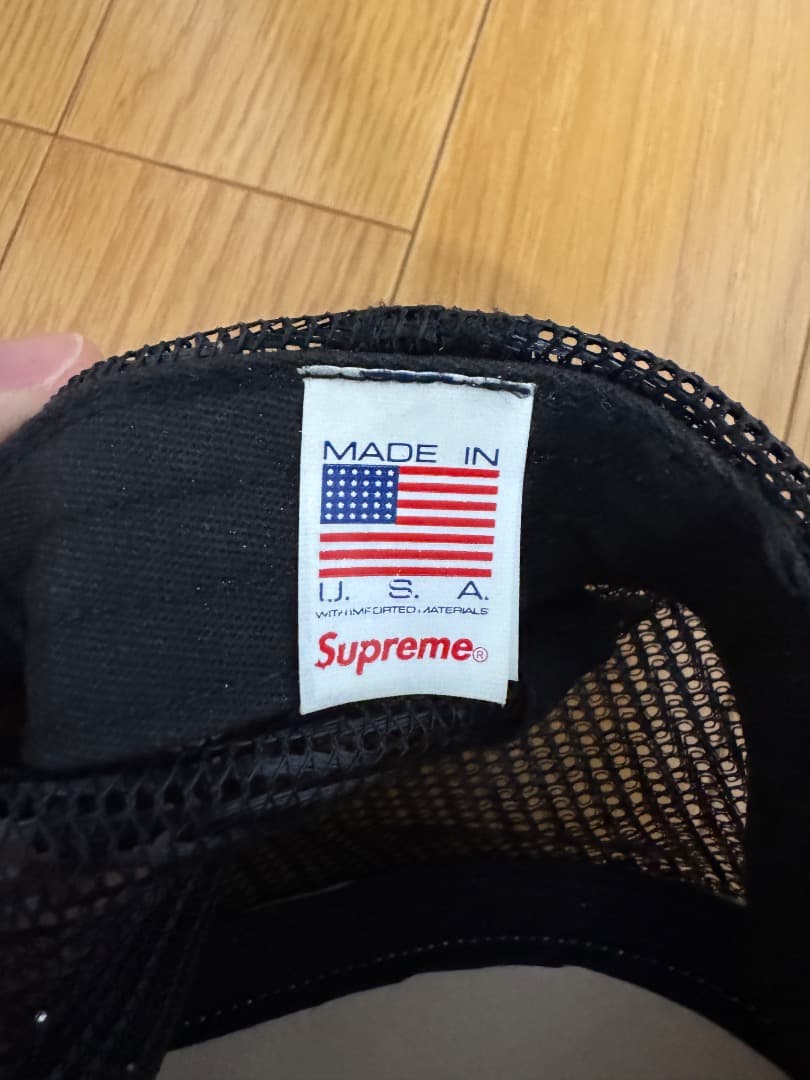 MADE IN
U. S. A.
WITH IMPORTED MATERIALS
Supreme®